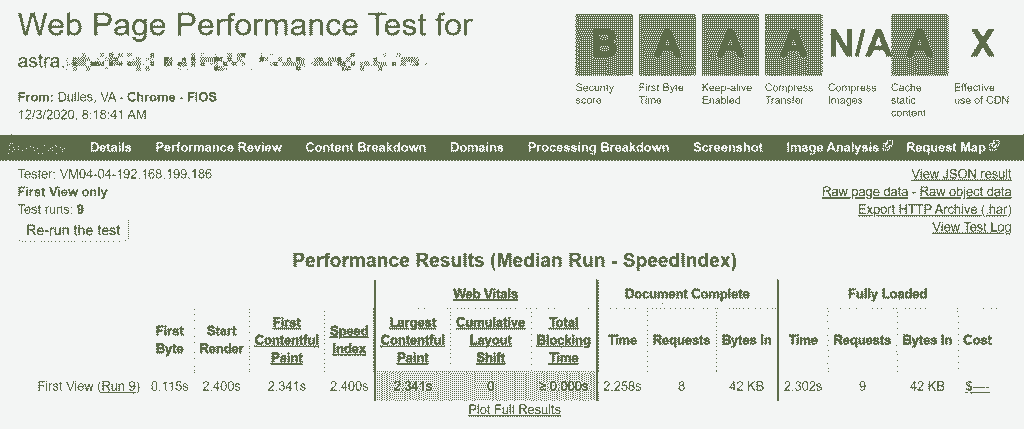 Web Page Performance Test for
astra.
From: Dulles, VA - Chrome - FIOS
12/3/2020, 8:18:41 AM
B A A A N/A A X
Security score First Byte Time Keep-alive Enabled Compress Transfer Compress Images Cache static content Effective use of CDN
Summary Details Performance Review Content Breakdown Domains Processing Breakdown Screenshot Image Analysis Request Map
Tester: VM04-04-192.168.199.186
First View only
Test runs: 9
Re-run the test
View JSON result
Raw page data - Raw object data
Export HTTP Archive (.har)
View Test Log
Performance Results (Median Run - SpeedIndex)
Web Vitals Document Complete Fully Loaded
First Byte Start Render First Contentful Paint Speed Index Largest Contentful Paint Cumulative Layout Shift Total Blocking Time Time Requests Bytes In Time Requests Bytes In Cost
First View (Run 9) 0.115s 2.400s 2.341s 2.400s 2.341s 0 ≥ 0.000s 2.258s 8 42 KB 2.302s 9 42 KB $----
Plot Full Results